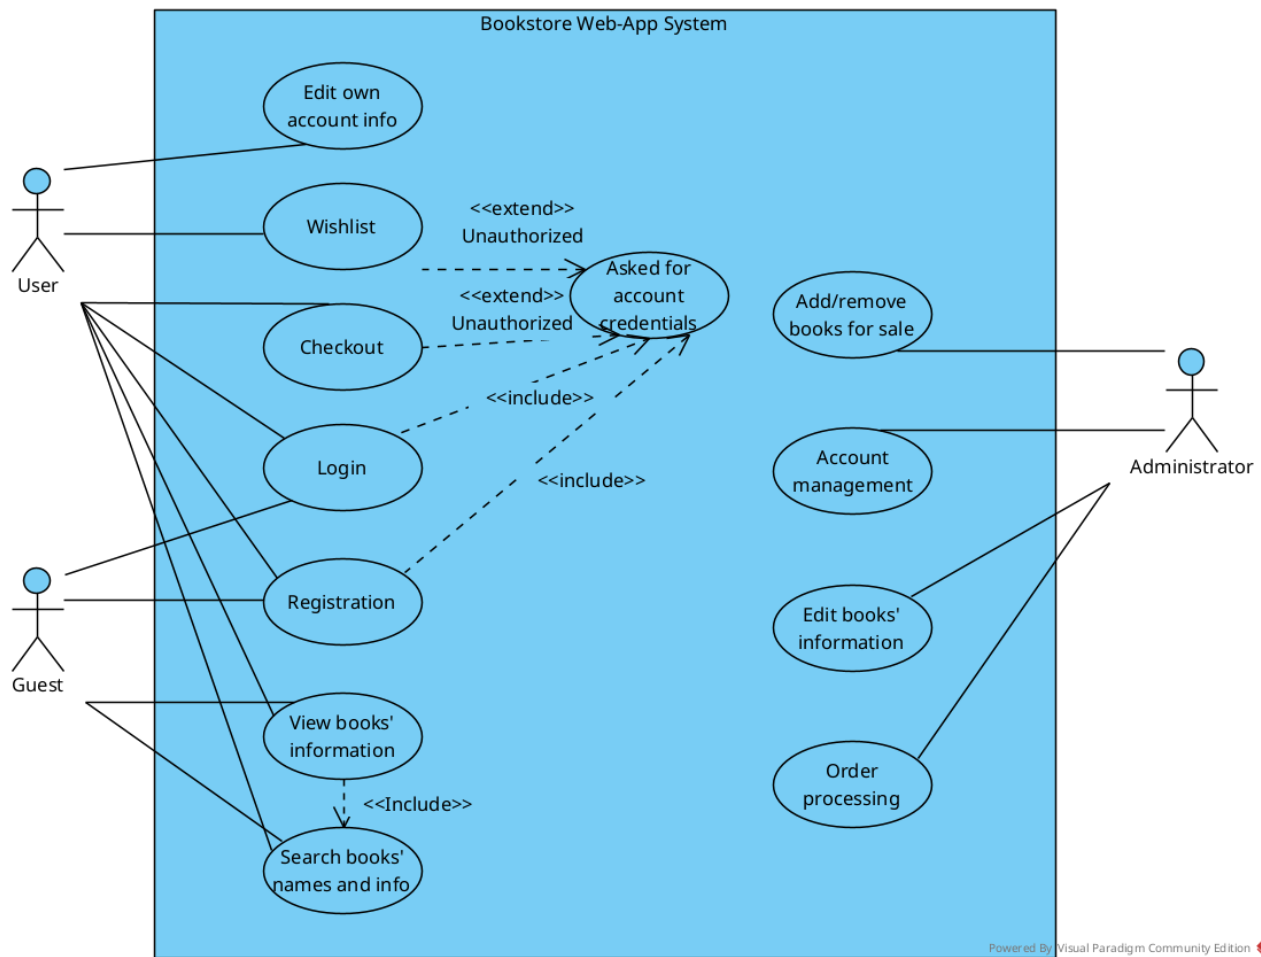 Bookstore Web-App System
Edit own
account info
User
Wishlist
<<extend>>
Unauthorized
Asked for
account
credentials
<<extend>>
Unauthorized
Checkout
<<include>>
Login
<<include>>
Guest
Registration
View books'
information
<<Include>>
Search books'
names and info
Add/remove
books for sale
Administrator
Account
management
Edit books'
information
Order
processing
Powered By Visual Paradigm Community Edition